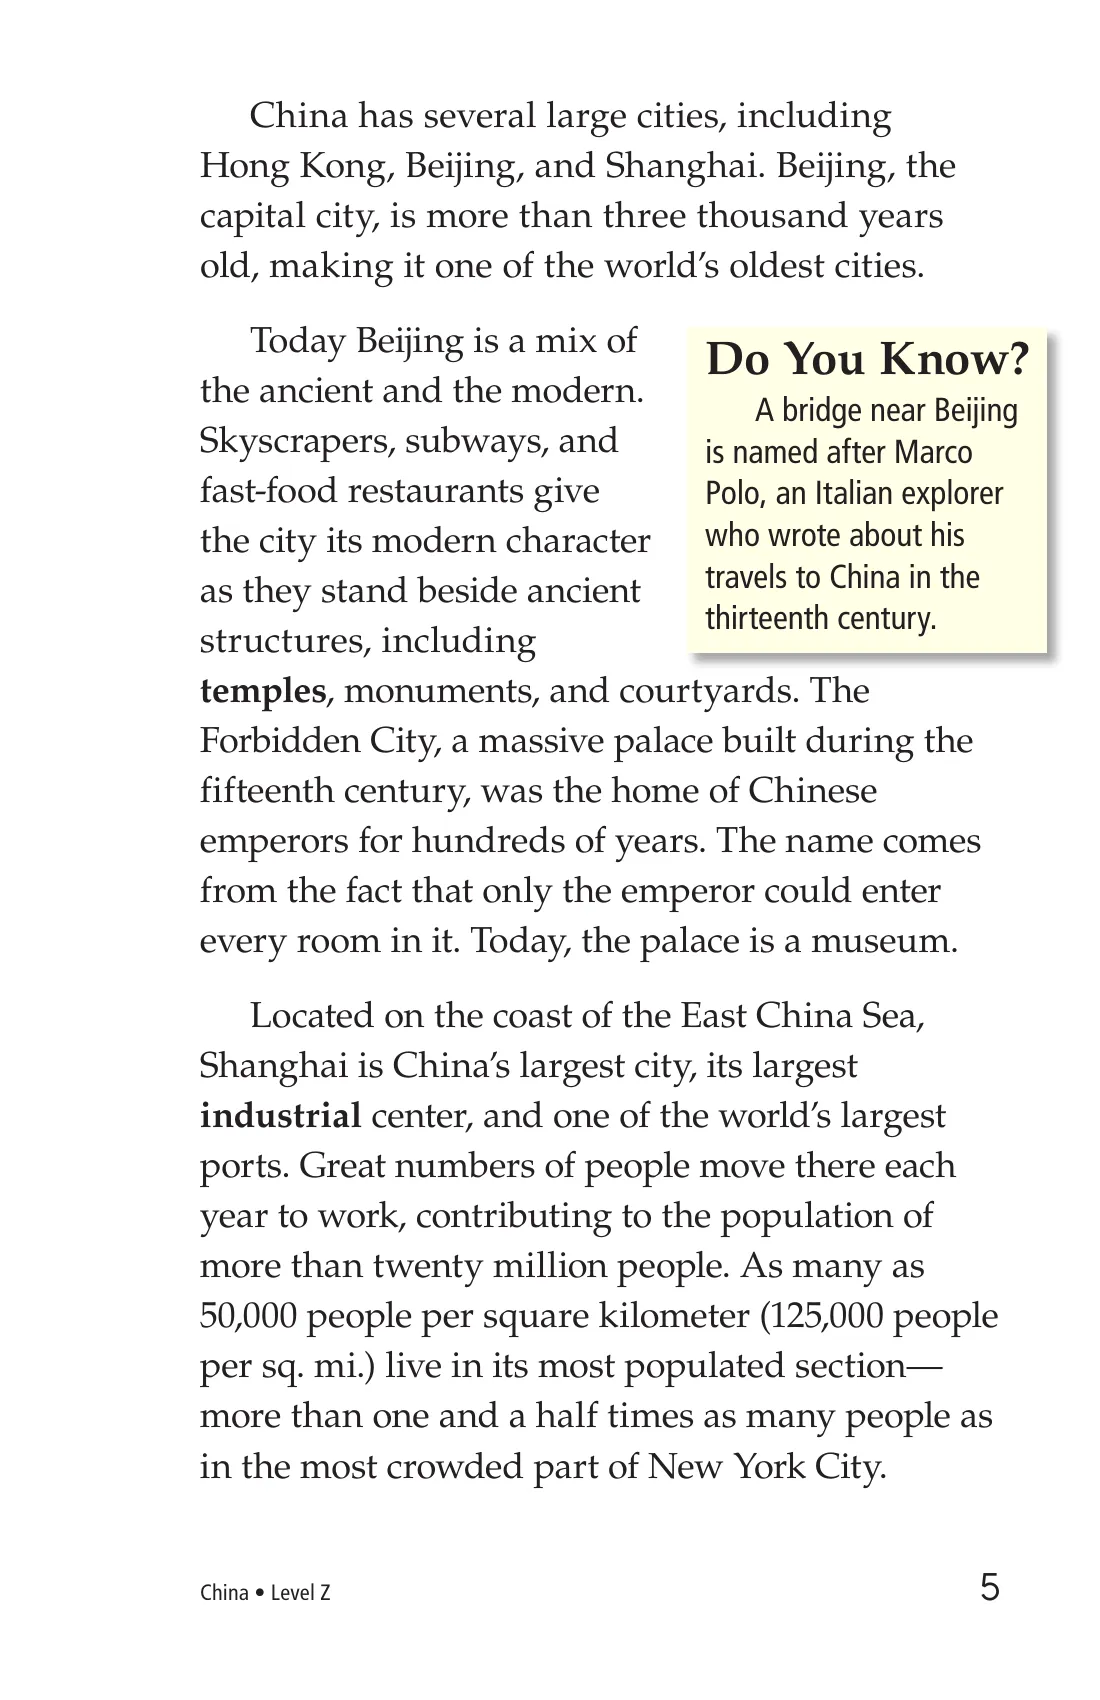 China has several large cities, including
Hong Kong, Beijing, and Shanghai. Beijing, the
capital city, is more than three thousand years
old, making it one of the world’s oldest cities.
Today Beijing is a mix of
the ancient and the modern.
Skyscrapers, subways, and
fast-food restaurants give
the city its modern character
as they stand beside ancient
structures, including
temples, monuments, and courtyards. The
Forbidden City, a massive palace built during the
fifteenth century, was the home of Chinese
emperors for hundreds of years. The name comes
from the fact that only the emperor could enter
every room in it. Today, the palace is a museum.
Do You Know?
A bridge near Beijing
is named after Marco
Polo, an Italian explorer
who wrote about his
travels to China in the
thirteenth century.
Located on the coast of the East China Sea,
Shanghai is China’s largest city, its largest
industrial center, and one of the world’s largest
ports. Great numbers of people move there each
year to work, contributing to the population of
more than twenty million people. As many as
50,000 people per square kilometer (125,000 people
per sq. mi.) live in its most populated section—
more than one and a half times as many people as
in the most crowded part of New York City.
China • Level Z
5